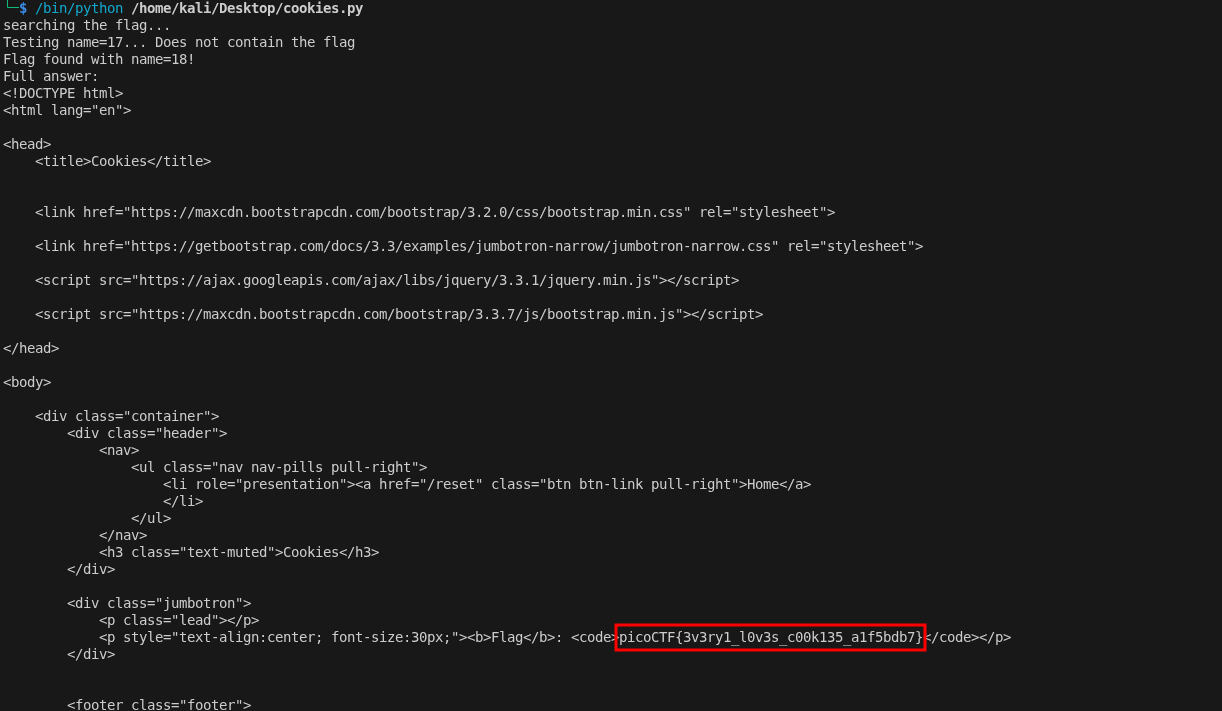 └─$ /bin/python /home/kali/Desktop/cookies.py
searching the flag...
Testing name=17... Does not contain the flag
Flag found with name=18!
Full answer:
<!DOCTYPE html>
<html lang="en">
<head>
    <title>Cookies</title>
    <link href="https://maxcdn.bootstrapcdn.com/bootstrap/3.2.0/css/bootstrap.min.css" rel="stylesheet">
    <link href="https://getbootstrap.com/docs/3.3/examples/jumbotron-narrow/jumbotron-narrow.css" rel="stylesheet">
    <script src="https://ajax.googleapis.com/ajax/libs/jquery/3.3.1/jquery.min.js"></script>
    <script src="https://maxcdn.bootstrapcdn.com/bootstrap/3.3.7/js/bootstrap.min.js"></script>
</head>
<body>
    <div class="container">
        <div class="header">
            <nav>
                <ul class="nav nav-pills pull-right">
                    <li role="presentation"><a href="/reset" class="btn btn-link pull-right">Home</a>
                    </li>
                </ul>
            </nav>
            <h3 class="text-muted">Cookies</h3>
        </div>
        <div class="jumbotron">
            <p class="lead"></p>
            <p style="text-align:center; font-size:30px;"><b>Flag</b>: <code>picoCTF{3v3ry1_l0v3s_c00k135_a1f5bdb7}</code></p>
        </div>
        <footer class="footer">